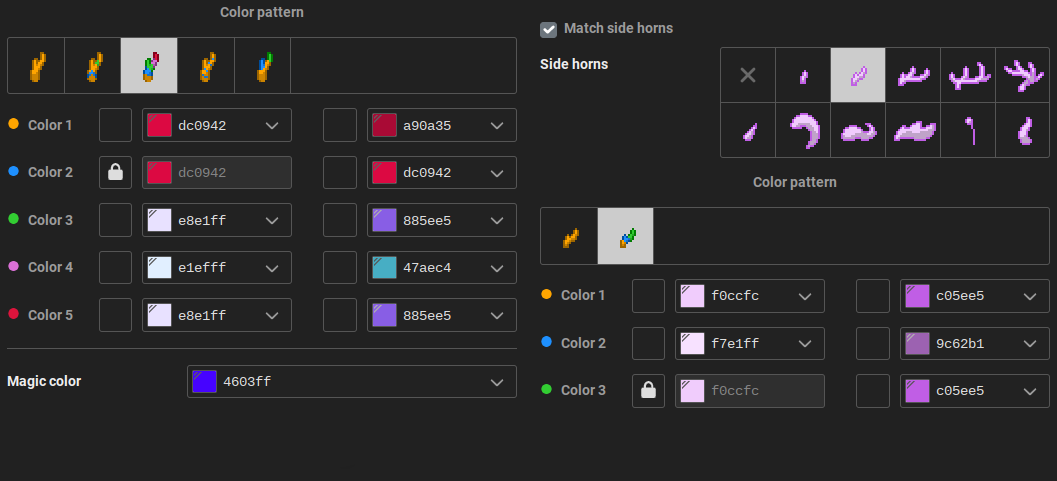 Color pattern
Color 1 dc0942 a90a35
Color 2 dc0942 dc0942
Color 3 e8e1ff 885ee5
Color 4 e1efff 47aec4
Color 5 e8e1ff 885ee5
Magic color 4603ff
Match side horns
Side horns
Color pattern
Color 1 f0ccfc c05ee5
Color 2 f7e1ff 9c62b1
Color 3 f0ccfc c05ee5